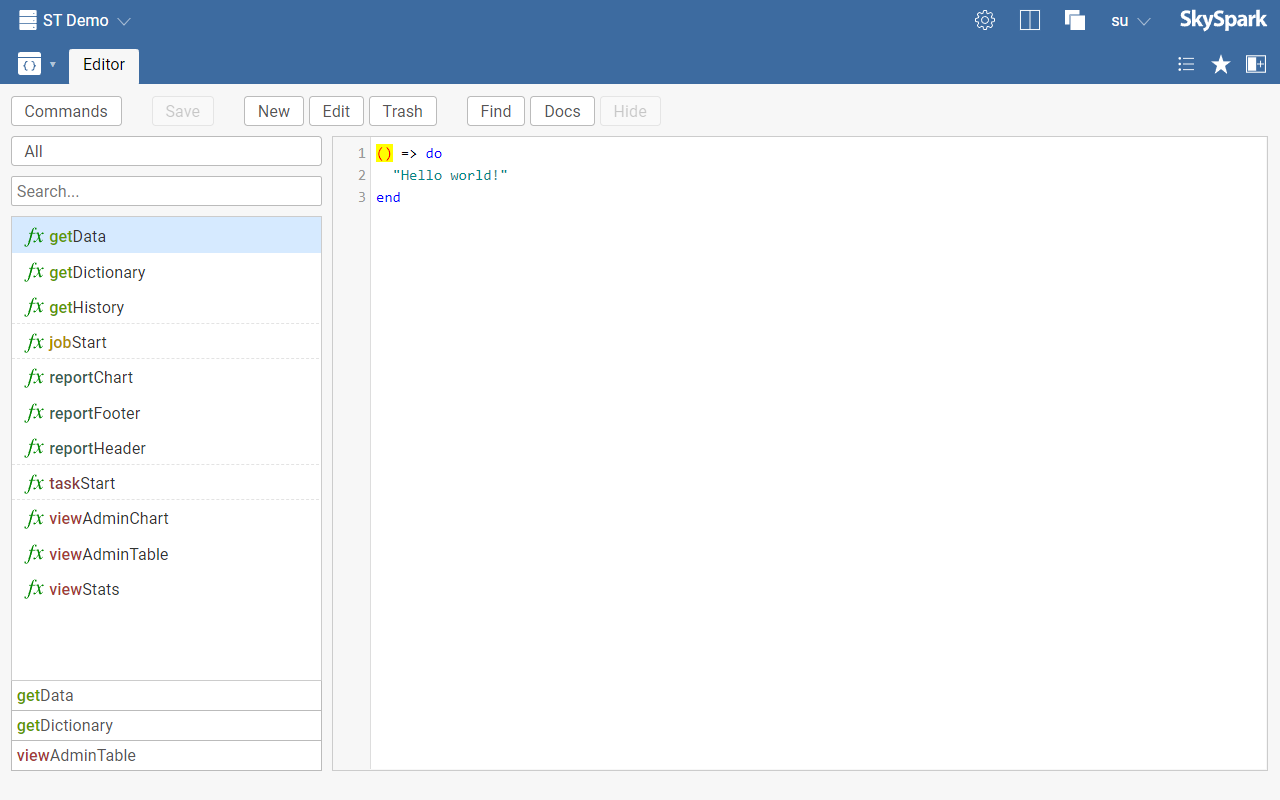 ST Demo
su
SkySpark
Editor
Commands Save New Edit Trash Find Docs Hide
All
Search...
fx getData
fx getDictionary
fx getHistory
fx jobStart
fx reportChart
fx reportFooter
fx reportHeader
fx taskStart
fx viewAdminChart
fx viewAdminTable
fx viewStats
getData
getDictionary
viewAdminTable
1 () => do
2 "Hello world!"
3 end